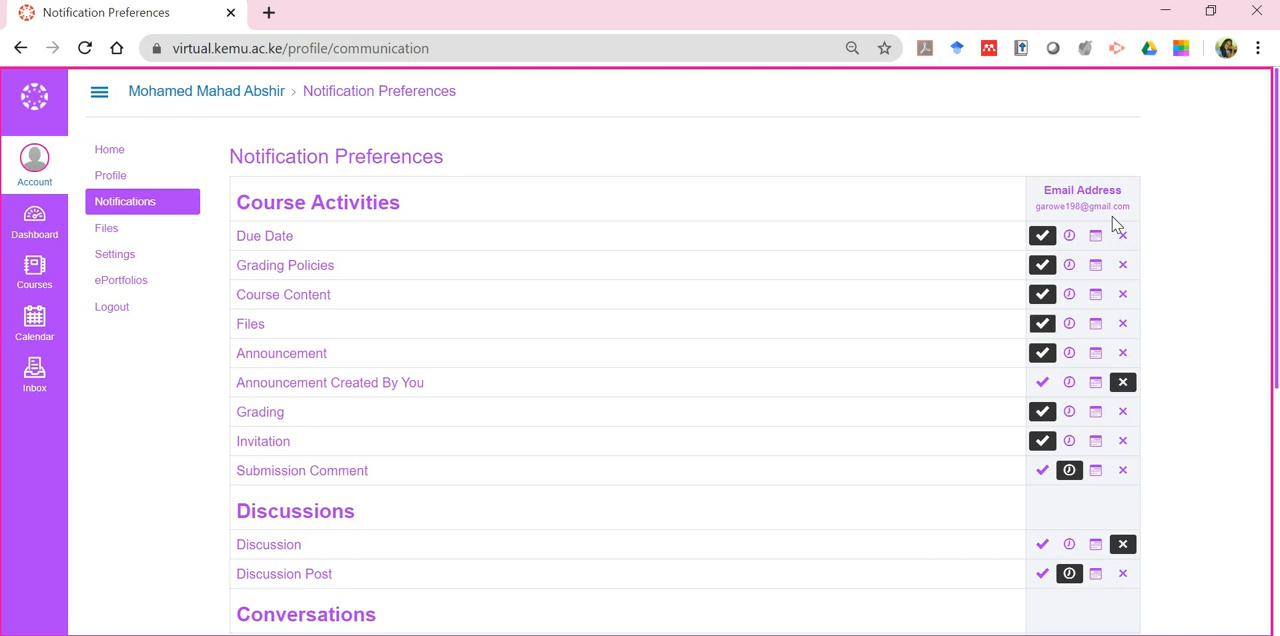 Notification Preferences
virtual.kemu.ac.ke/profile/communication
Mohamed Mahad Abshir > Notification Preferences
Account
Dashboard
Courses
Calendar
Inbox
Home
Profile
Notifications
Files
Settings
ePortfolios
Logout
Notification Preferences
Course Activities
Email Address
garowe198@gmail.com
Due Date
Grading Policies
Course Content
Files
Announcement
Announcement Created By You
Grading
Invitation
Submission Comment
Discussions
Discussion
Discussion Post
Conversations